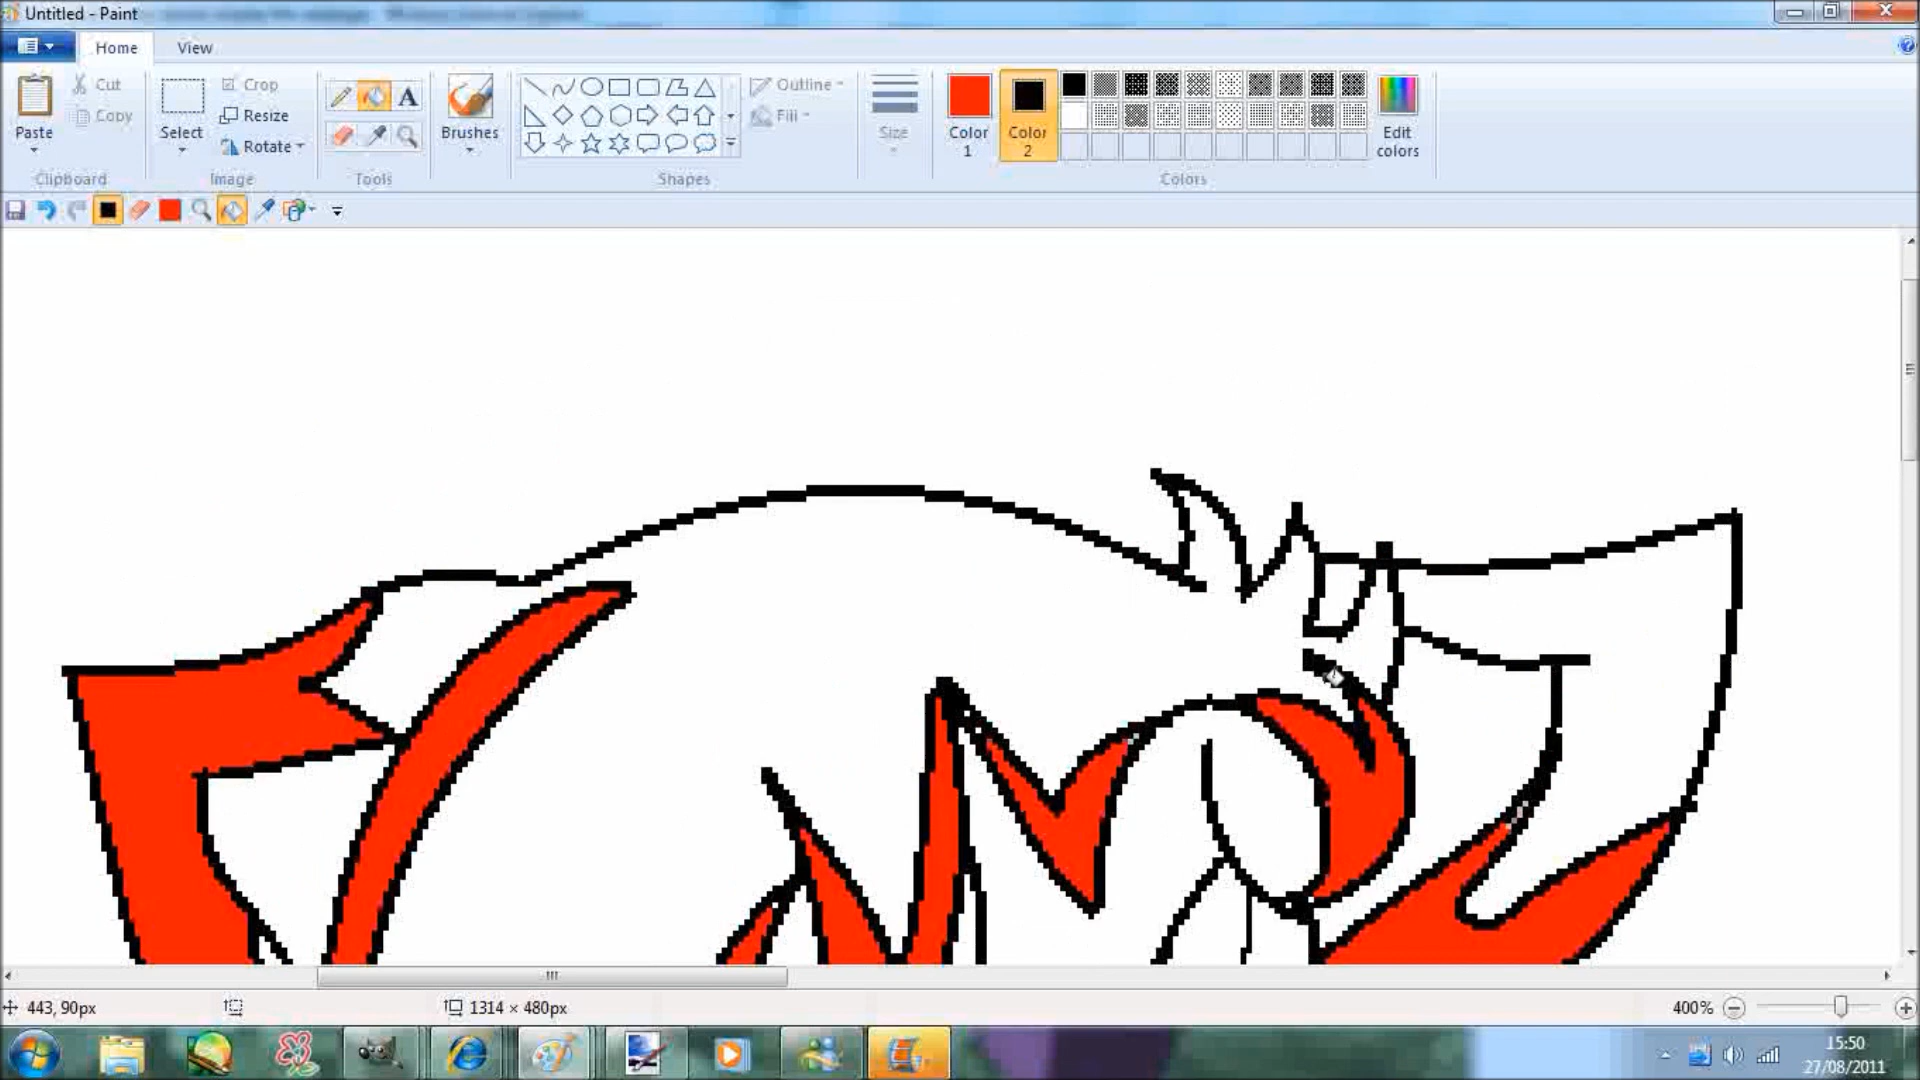 Untitled - Paint
Home
View
Paste
Cut
Copy
Clipboard
Select
Crop
Resize
Rotate
Image
A
Tools
Brushes
Outline
Fill
Shapes
Size
Color 1
Color 2
Edit colors
Colors
443, 90px
1314 × 480px
400%
15:50
27/08/2011